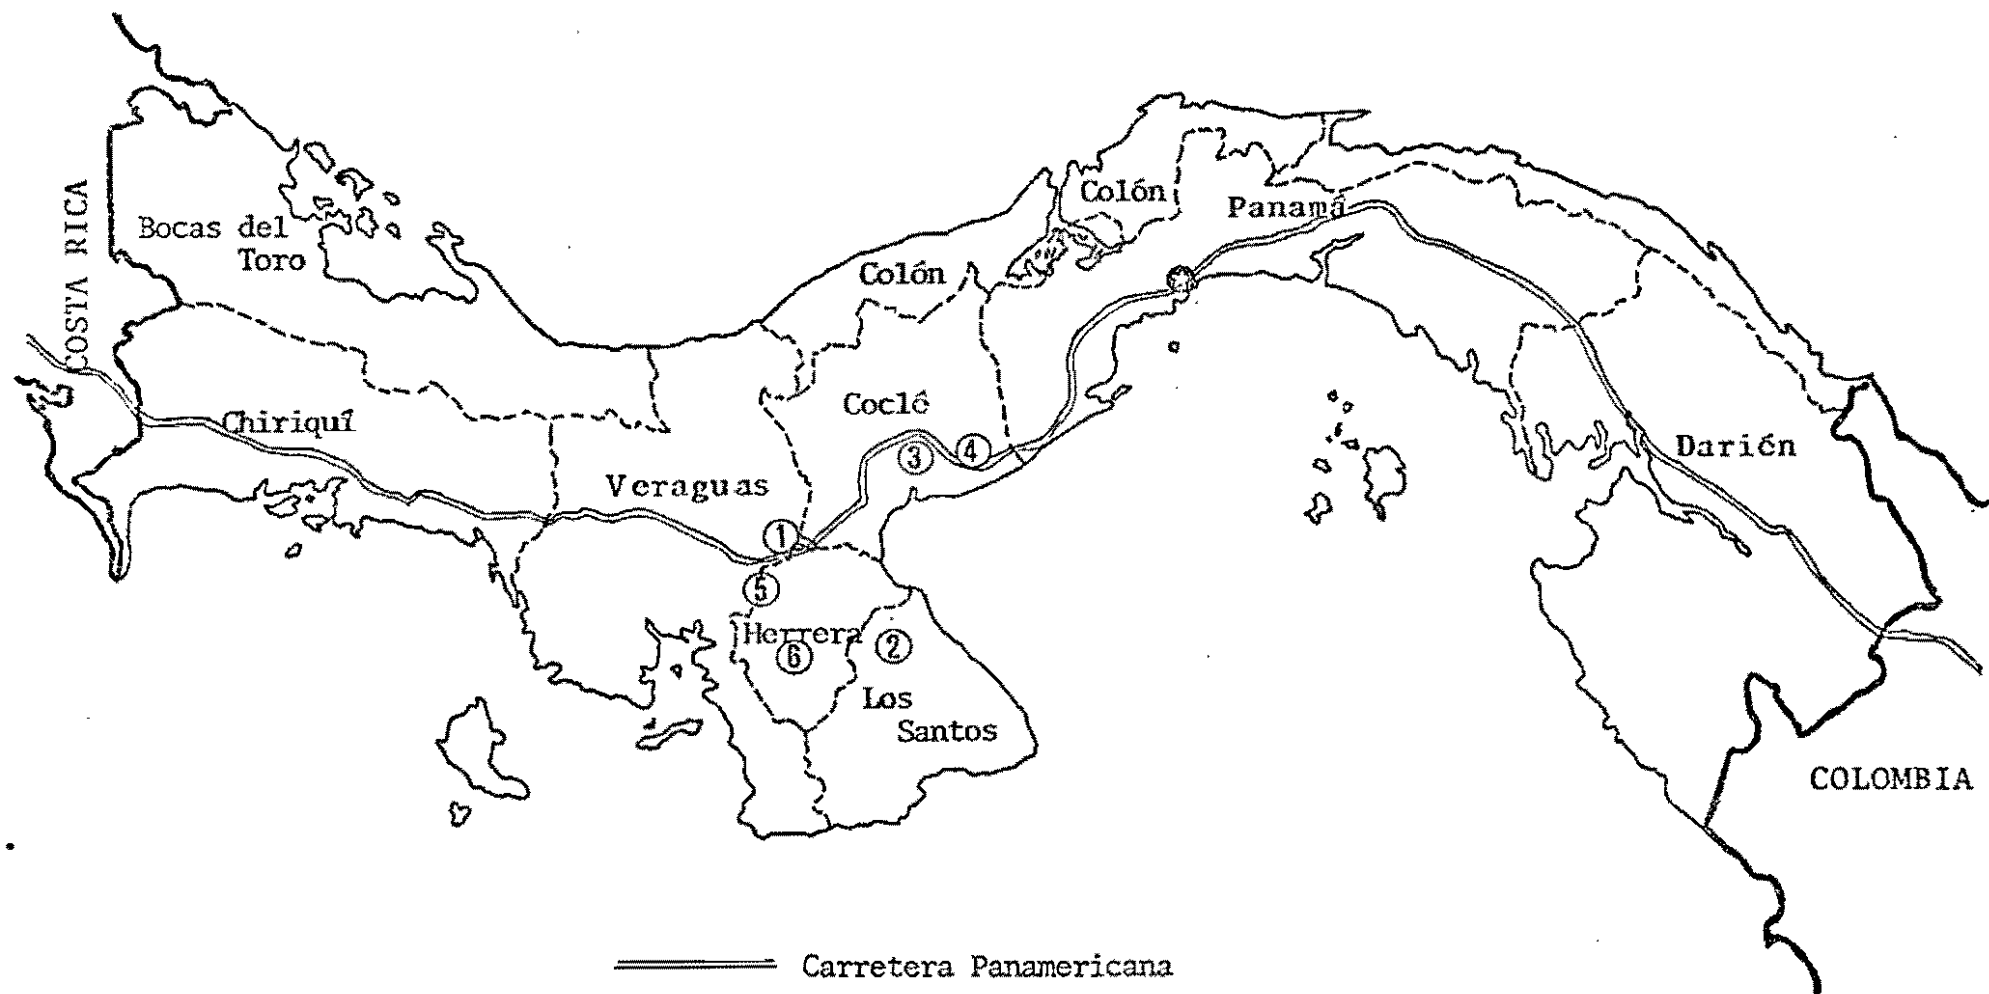 COSTA RICA
Bocas del
Toro
Chiriquí
Veraguas
Colón
Colón
Panamá
Coclé
Darién
Herrera
Los
Santos
1
2
3
4
5
6
COLOMBIA
Carretera Panamericana